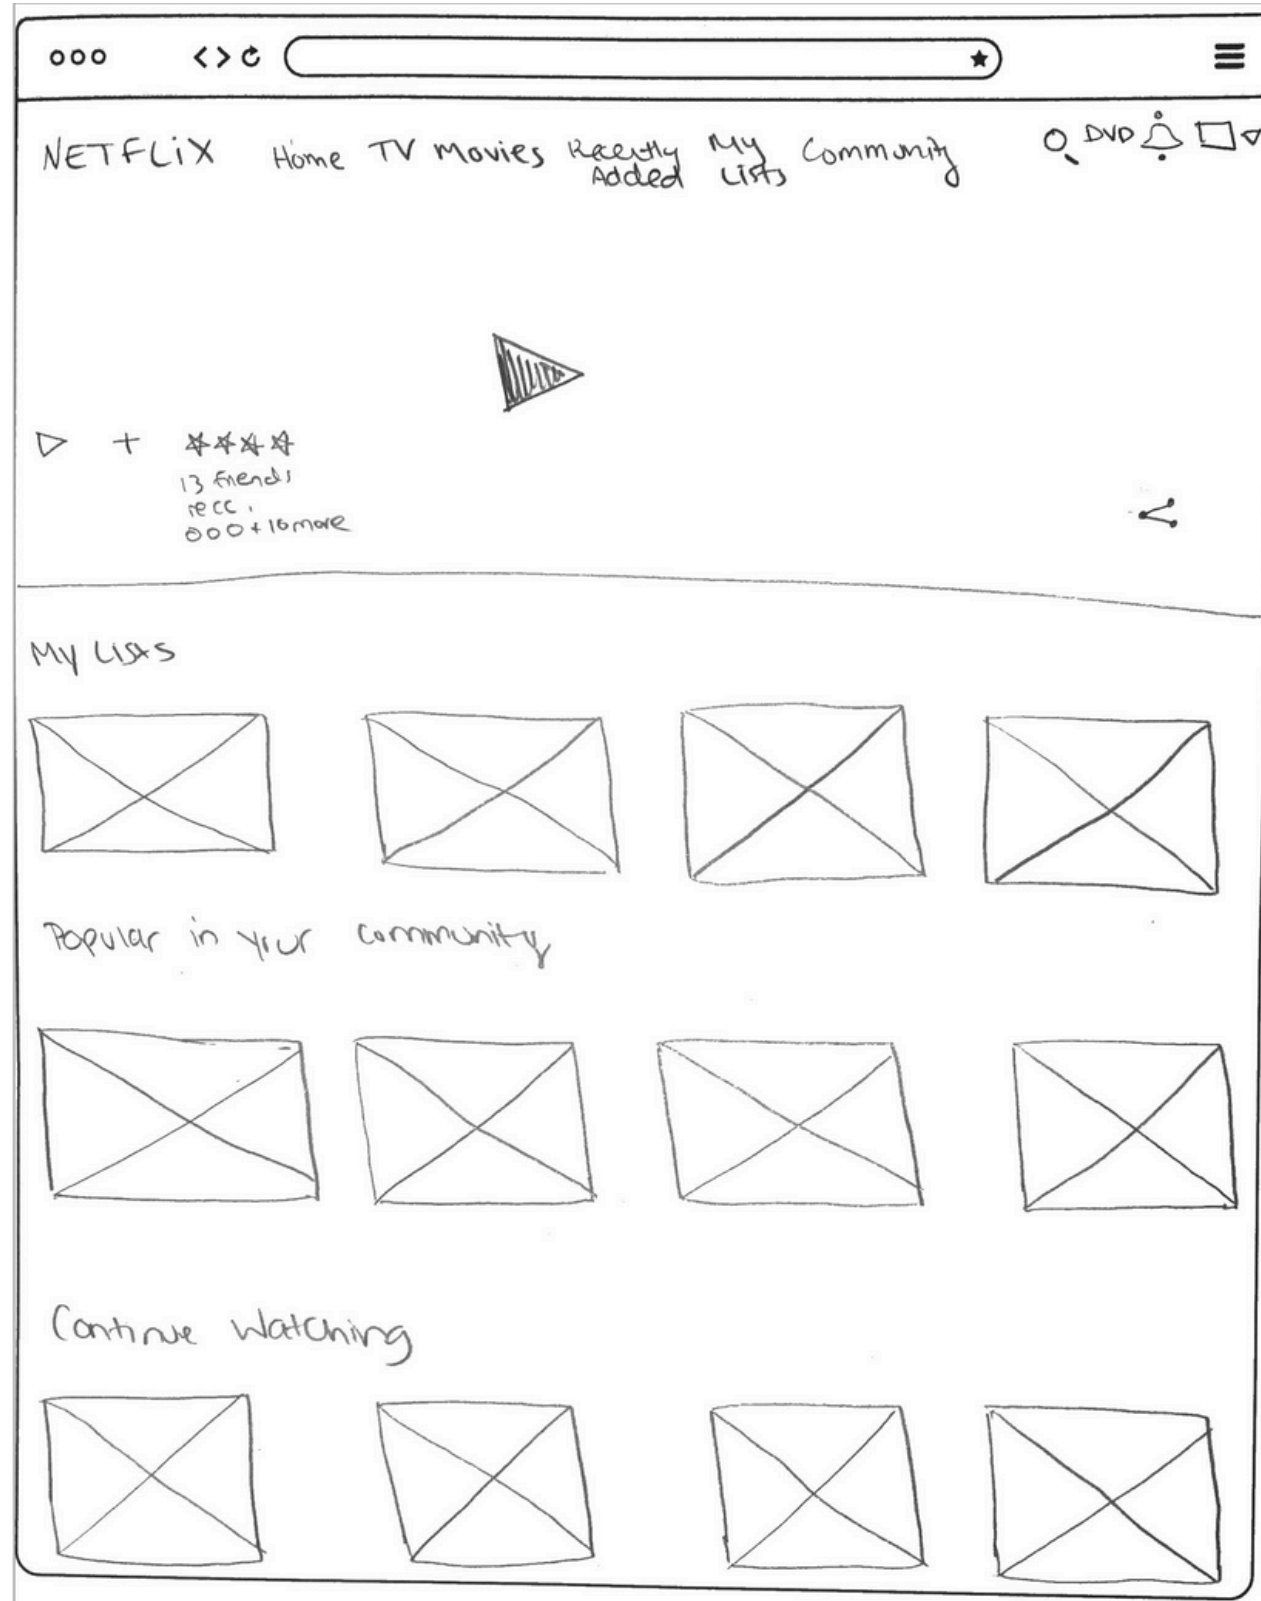 NETFLiX Home TV Movies Recently Added My Lists Community DVD
13 friends
recc.
+ 10 more
My Lists
Popular in your community
Continue Watching